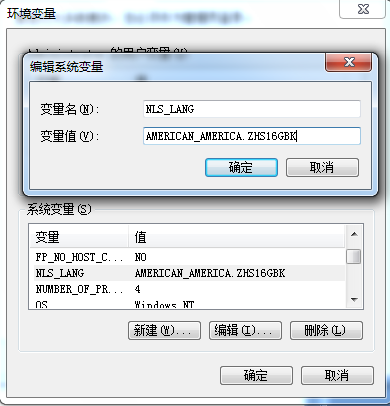 环境变量
的用户变量(U)
编辑系统变量
变量名(N):
NLS_LANG
变量值(V):
AMERICAN_AMERICA.ZHS16GBK
确定
取消
系统变量(S)
变量 值
FP_NO_HOST_C... NO
NLS_LANG AMERICAN_AMERICA.ZHS16GBK
NUMBER_OF_PR... 4
OS Windows_NT
新建(W)... 编辑(I)... 删除(L)
确定 取消